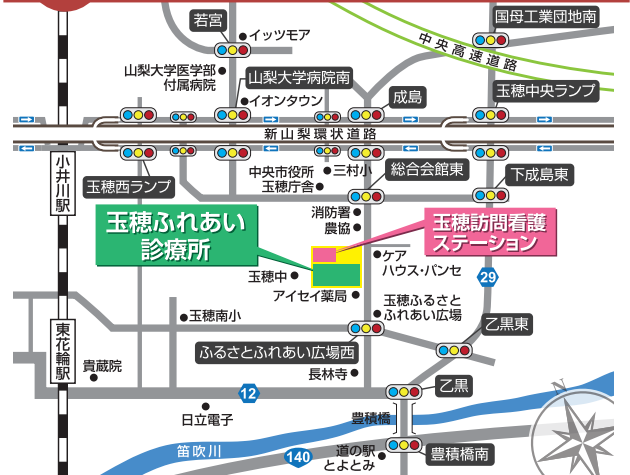 若宮
イッツモア
国母工業団地南
中央高速道路
山梨大学医学部
付属病院
山梨大学病院南
イオンタウン
成島
玉穂中央ランプ
新山梨環状道路
小井川駅
玉穂西ランプ
中央市役所
玉穂庁舎
三村小
総合会館東
下成島東
消防署
農協
玉穂ふれあい
診療所
玉穂訪問看護
ステーション
ケア
ハウス・パンセ
29
玉穂中
アイセイ薬局
玉穂ふるさと
ふれあい広場
玉穂南小
乙黒東
東花輪駅
ふるさとふれあい広場西
貴蔵院
長林寺
乙黒
12
日立電子
豊積橋
N
笛吹川
140
道の駅
とよとみ
豊積橋南